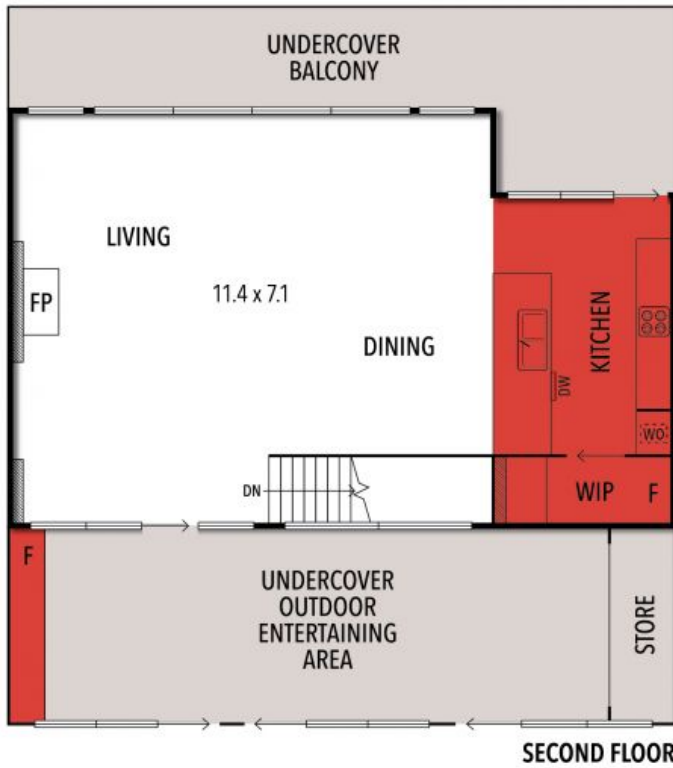 UNDERCOVER
BALCONY
LIVING
FP
11.4 x 7.1
DINING
KITCHEN
DW
WO
DN
WIP
F
F
UNDERCOVER
OUTDOOR
ENTERTAINING
AREA
STORE
SECOND FLOOR